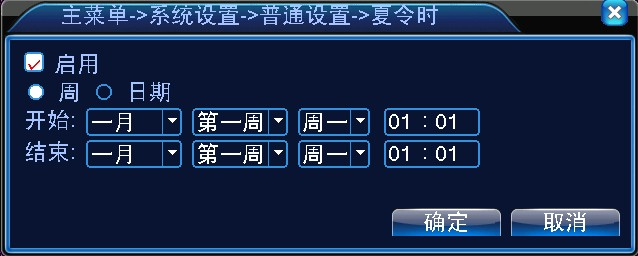 主菜单->系统设置->普通设置->夏令时
启用
周 日期
开始: 一月 第一周 周一 01 : 01
结束: 一月 第一周 周一 01 : 01
确定 取消